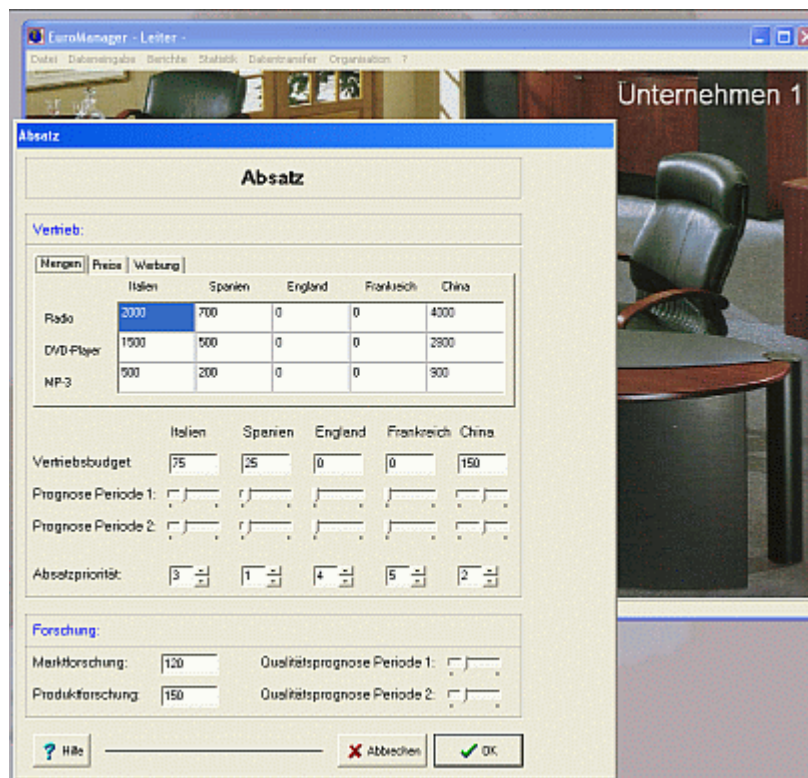 EuroManager - Leiter -
Datei Dateneingabe Berichte Statistik Datentransfer Organisation ?
Unternehmen 1
Absatz
Absatz
Vertrieb:
Mengen Preise Werbung
Italien Spanien England Frankreich China
Radio 2000 700 0 0 4000
DVD-Player 1500 500 0 0 2800
MP-3 500 200 0 0 900
Italien Spanien England Frankreich China
Vertriebsbudget 75 25 0 0 150
Prognose Periode 1:
Prognose Periode 2:
Absatzpriorität: 3 1 4 5 2
Forschung:
Marktforschung: 120 Qualitätsprognose Periode 1:
Produktforschung: 150 Qualitätsprognose Periode 2:
? Hilfe Abbrechen OK